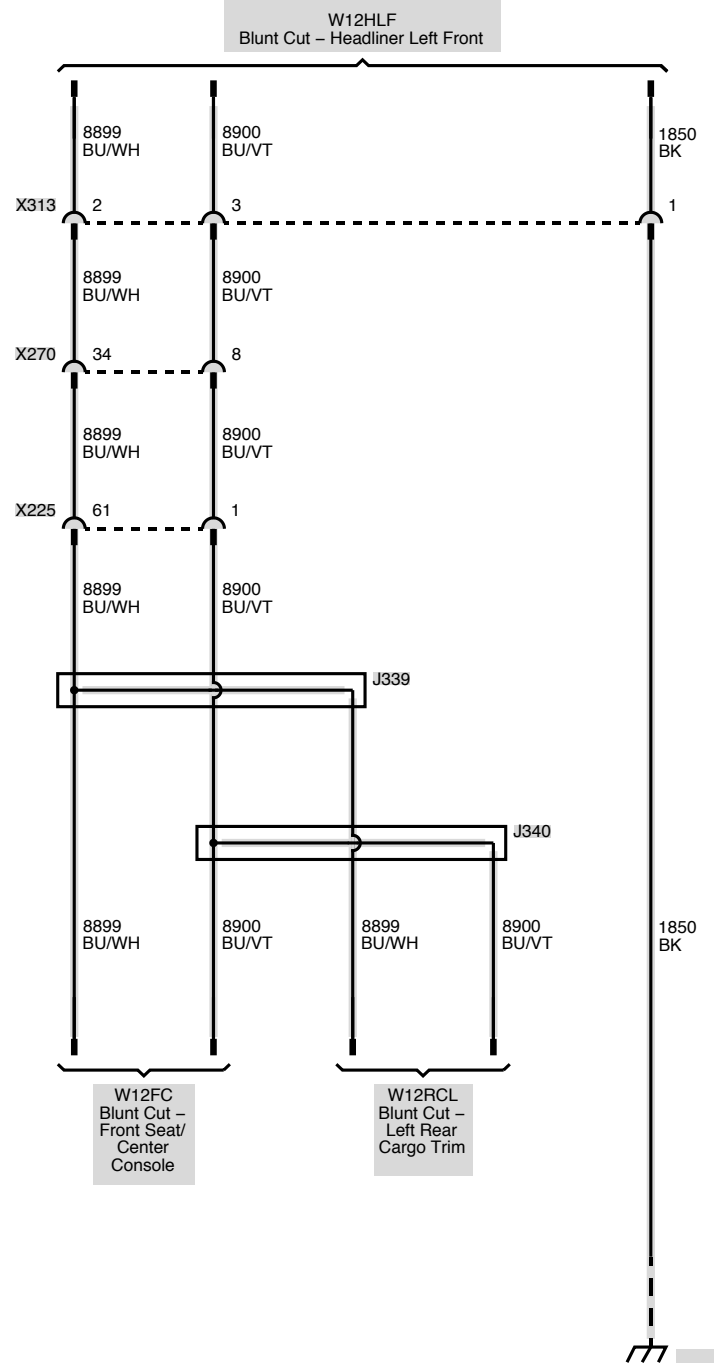 W12HLF
Blunt Cut – Headliner Left Front
8899
BU/WH
8900
BU/VT
1850
BK
X313
2
3
1
8899
BU/WH
8900
BU/VT
X270
34
8
8899
BU/WH
8900
BU/VT
X225
61
1
8899
BU/WH
8900
BU/VT
J339
J340
8899
BU/WH
8900
BU/VT
8899
BU/WH
8900
BU/VT
1850
BK
W12FC
Blunt Cut –
Front Seat/
Center
Console
W12RCL
Blunt Cut –
Left Rear
Cargo Trim